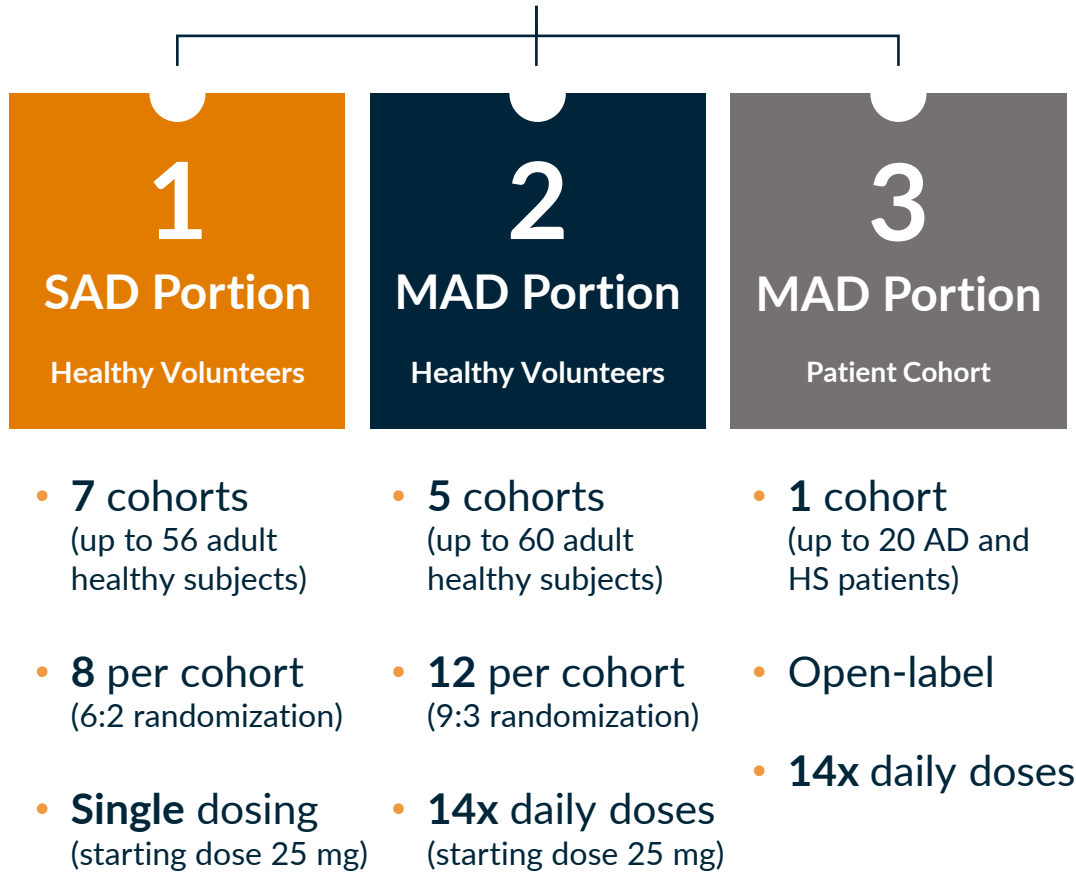 1
SAD Portion
Healthy Volunteers
• 7 cohorts
(up to 56 adult
healthy subjects)
• 8 per cohort
(6:2 randomization)
• Single dosing
(starting dose 25 mg)
2
MAD Portion
Healthy Volunteers
• 5 cohorts
(up to 60 adult
healthy subjects)
• 12 per cohort
(9:3 randomization)
• 14x daily doses
(starting dose 25 mg)
3
MAD Portion
Patient Cohort
• 1 cohort
(up to 20 AD and
HS patients)
• Open-label
• 14x daily doses